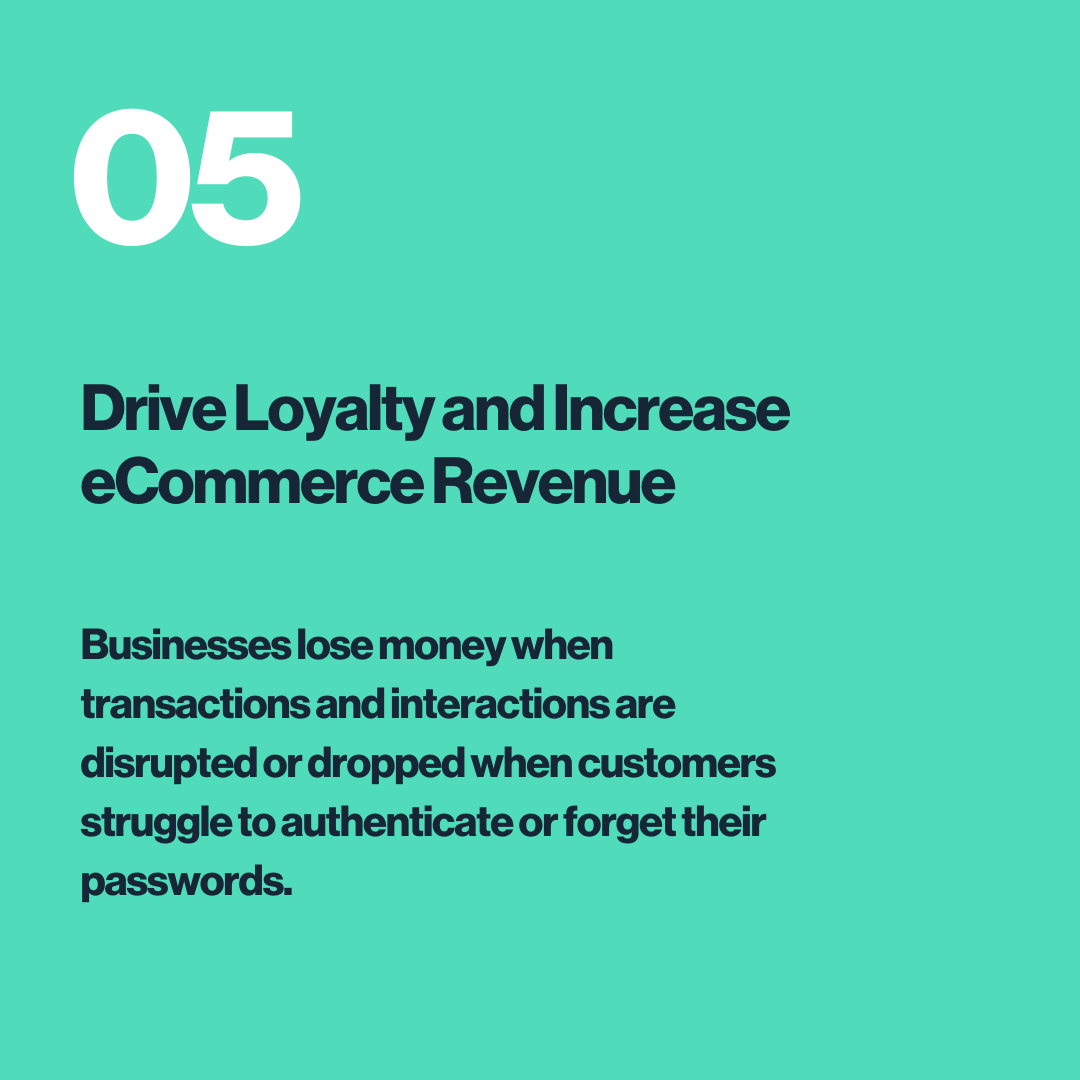 05
Drive Loyalty and Increase
eCommerce Revenue
Businesses lose money when
transactions and interactions are
disrupted or dropped when customers
struggle to authenticate or forget their
passwords.